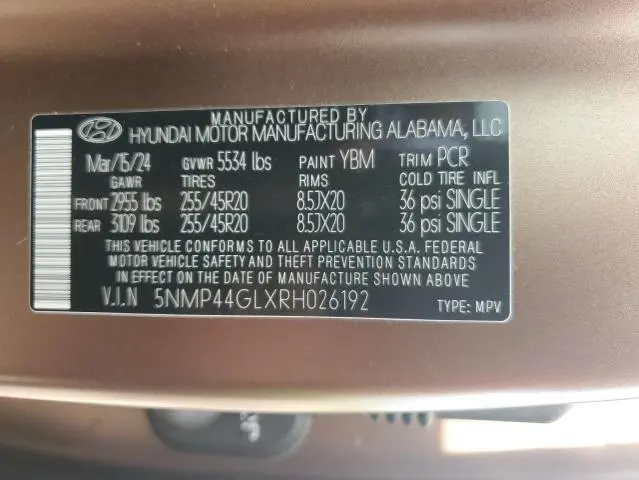 MANUFACTURED BY
HYUNDAI MOTOR MANUFACTURING ALABAMA, LLC
Mar/15/24 GVWR 5534 lbs PAINT YBM TRIM PCR
GAWR TIRES RIMS COLD TIRE INFL
FRONT 2955 lbs 255/45R20 8.5JX20 36 psi SINGLE
REAR 3109 lbs 255/45R20 8.5JX20 36 psi SINGLE
THIS VEHICLE CONFORMS TO ALL APPLICABLE U.S.A. FEDERAL
MOTOR VEHICLE SAFETY AND THEFT PREVENTION STANDARDS
IN EFFECT ON THE DATE OF MANUFACTURE SHOWN ABOVE
V.I.N 5NMP44GLXRH026192 TYPE: MPV